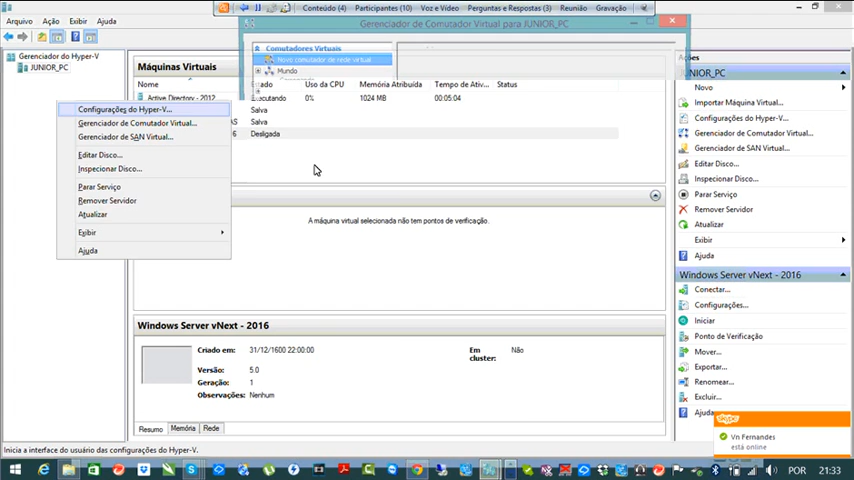 Conteúdo (4) Participantes (10) Voz e Vídeo Perguntas e Respostas (3) Reunião Gravação
Arquivo Ação Exibir Ajuda
Gerenciador de Comutador Virtual para JUNIOR_PC
Gerenciador do Hyper-V
JUNIOR_PC
Comutadores Virtuais
Novo comutador de rede virtual
Mundo
Máquinas Virtuais
Nome
Estado Uso da CPU Memória Atribuída Tempo de Ativ... Status
Active Directory - 2012
Executando 0% 1024 MB 00:05:04
Salva
AS Salva
6 Desligada
Configurações do Hyper-V...
Gerenciador de Comutador Virtual...
Gerenciador de SAN Virtual...
Editar Disco...
Inspecionar Disco...
Parar Serviço
Remover Servidor
Atualizar
Exibir
Ajuda
A máquina virtual selecionada não tem pontos de verificação.
Windows Server vNext - 2016
Criado em: 31/12/1600 22:00:00
Em cluster: Não
Versão: 5.0
Geração: 1
Observações: Nenhum
Resumo Memória Rede
Ações
JUNIOR_PC
Novo
Importar Máquina Virtual...
Configurações do Hyper-V...
Gerenciador de Comutador Virtual...
Gerenciador de SAN Virtual...
Editar Disco...
Inspecionar Disco...
Parar Serviço
Remover Servidor
Atualizar
Exibir
Ajuda
Windows Server vNext - 2016
Conectar...
Configurações...
Iniciar
Ponto de Verificação
Mover...
Exportar...
Renomear...
Excluir...
Ajuda
skype
Vn Fernandes
está online
Inicia a interface do usuário das configurações do Hyper-V.
POR 21:33